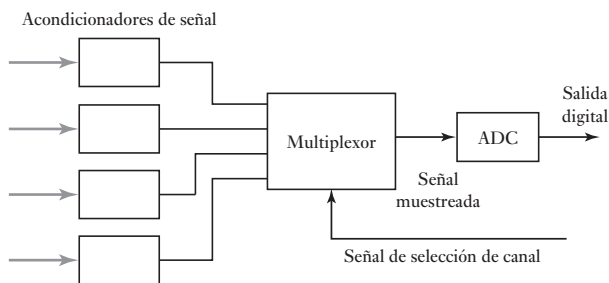 Acondicionadores de señal
Multiplexor
ADC
Salida
digital
Señal
muestreada
Señal de selección de canal